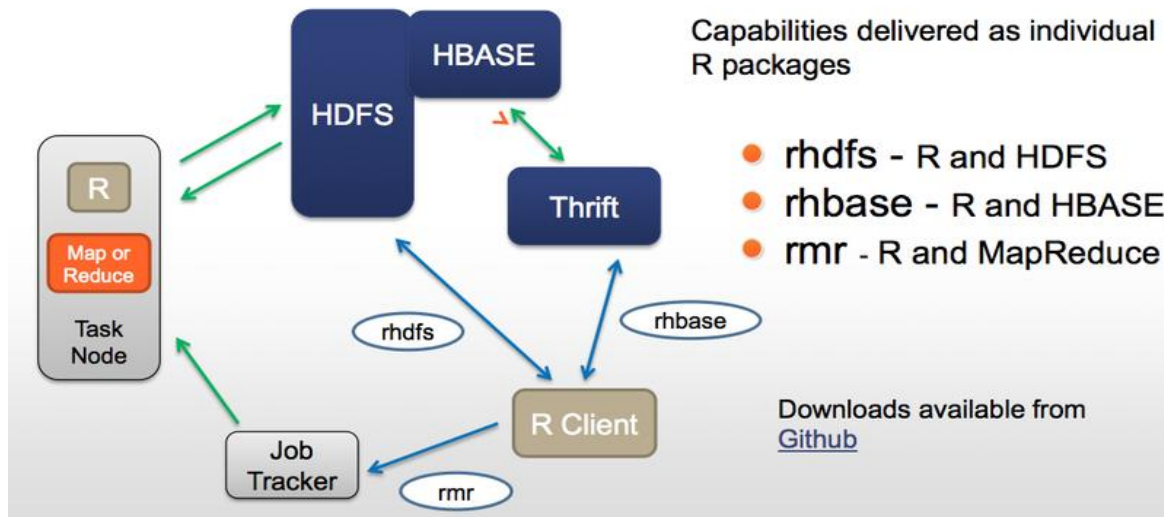 HBASE
HDFS
Thrift
R
Map or
Reduce
Task
Node
rhdfs
rhbase
R Client
Job
Tracker
rmr
Capabilities delivered as individual
R packages
rhdfs - R and HDFS
rhbase - R and HBASE
rmr - R and MapReduce
Downloads available from
Github